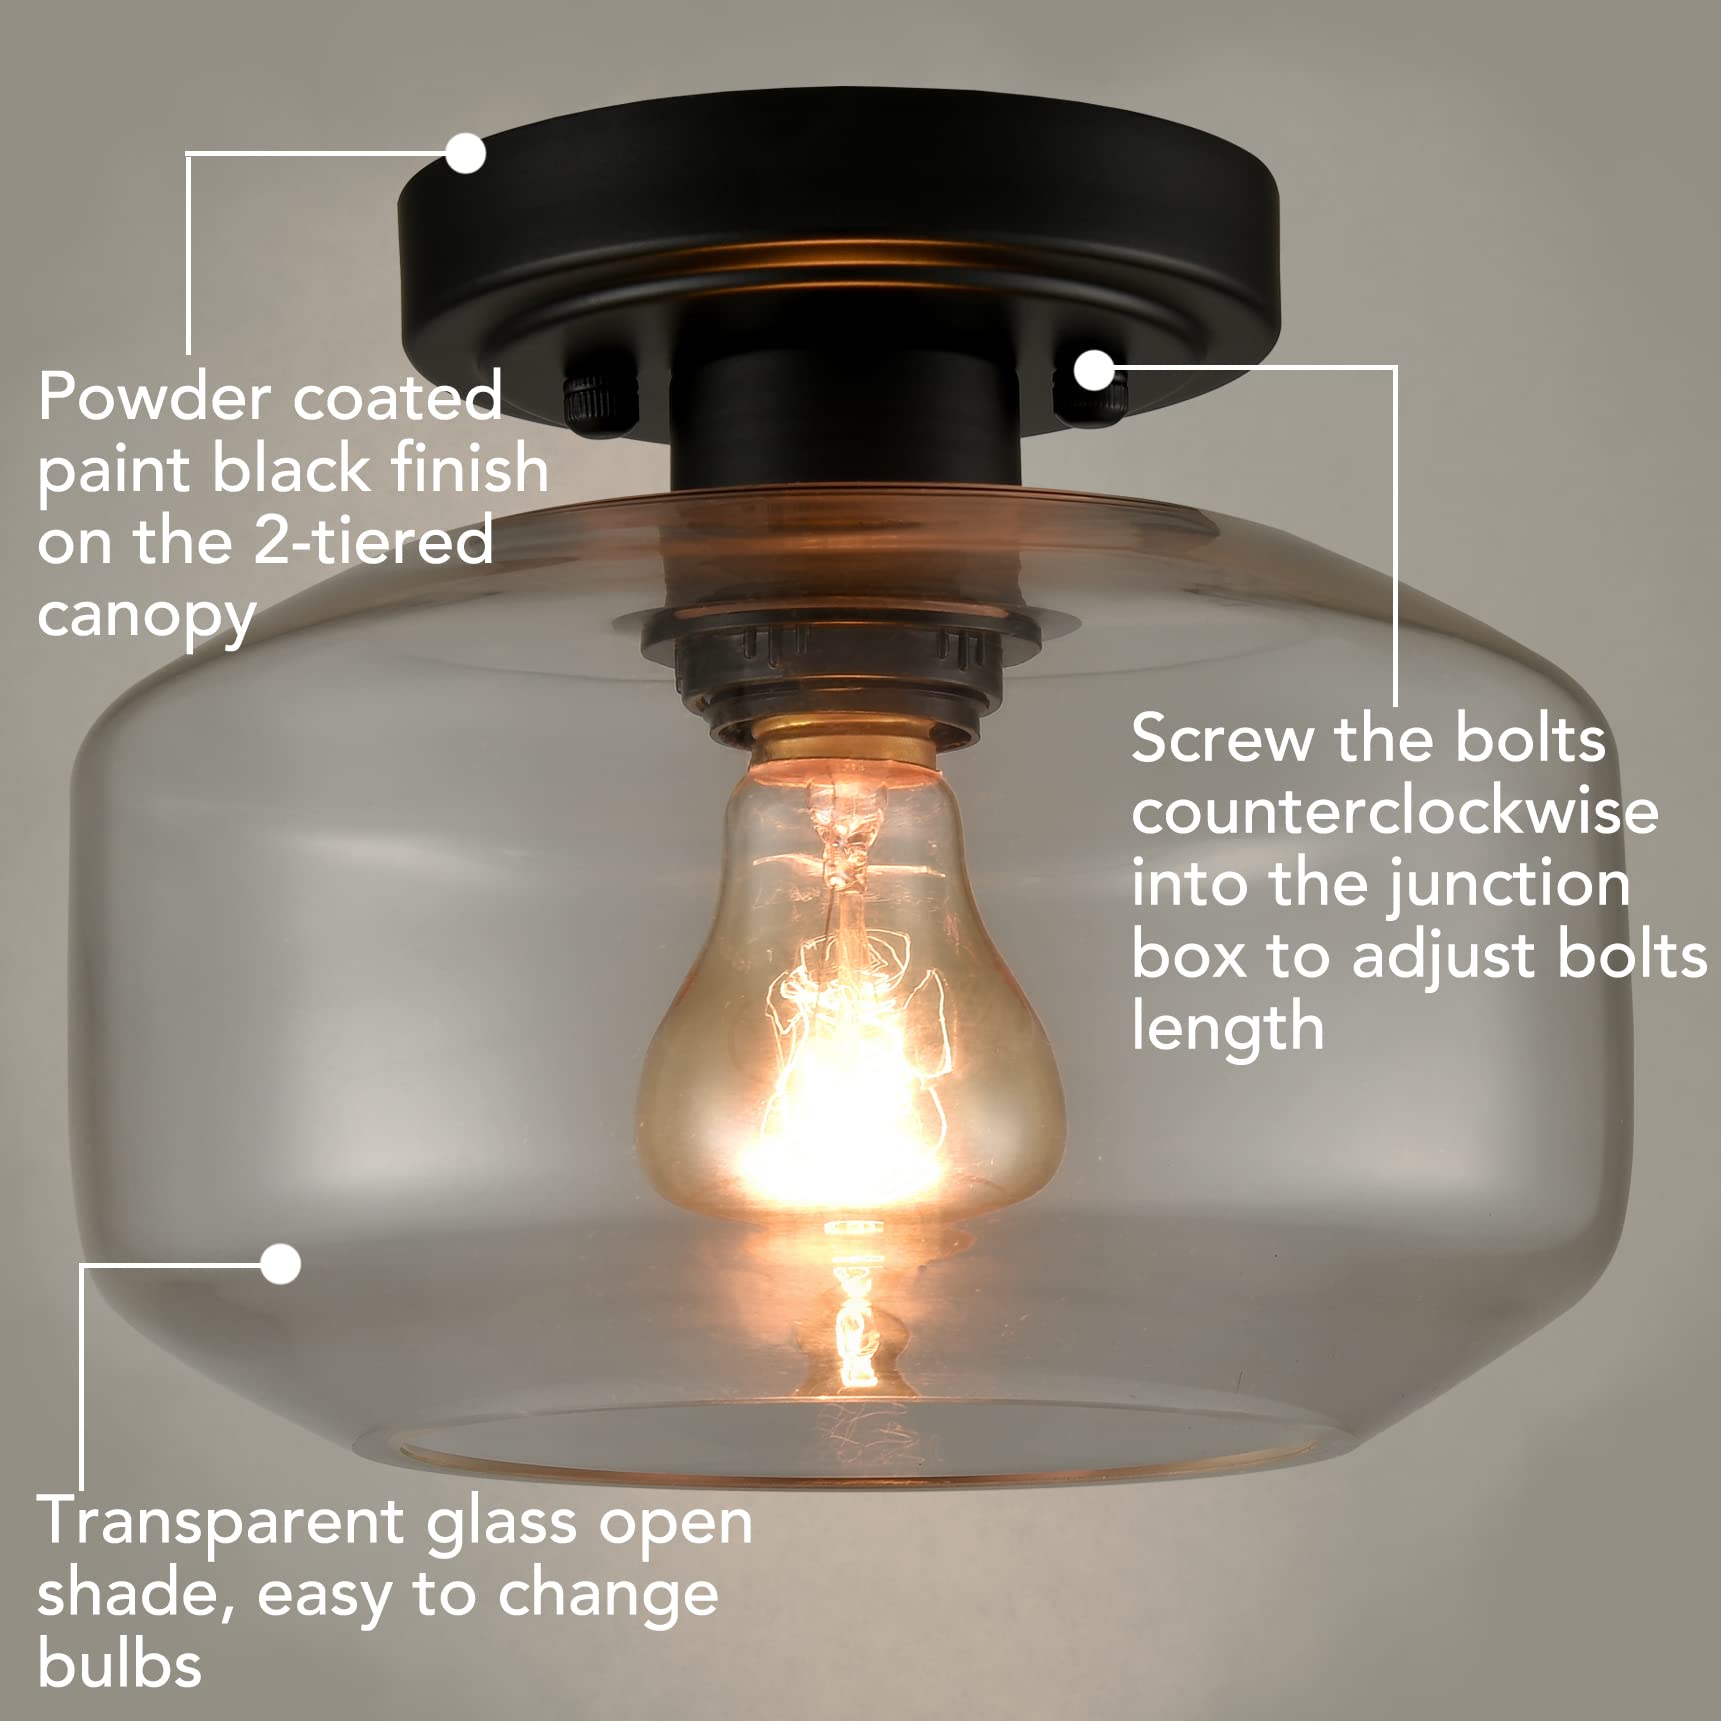 Powder coated
paint black finish
on the 2-tiered
canopy
Screw the bolts
counterclockwise
into the junction
box to adjust bolts
length
Transparent glass open
shade, easy to change
bulbs